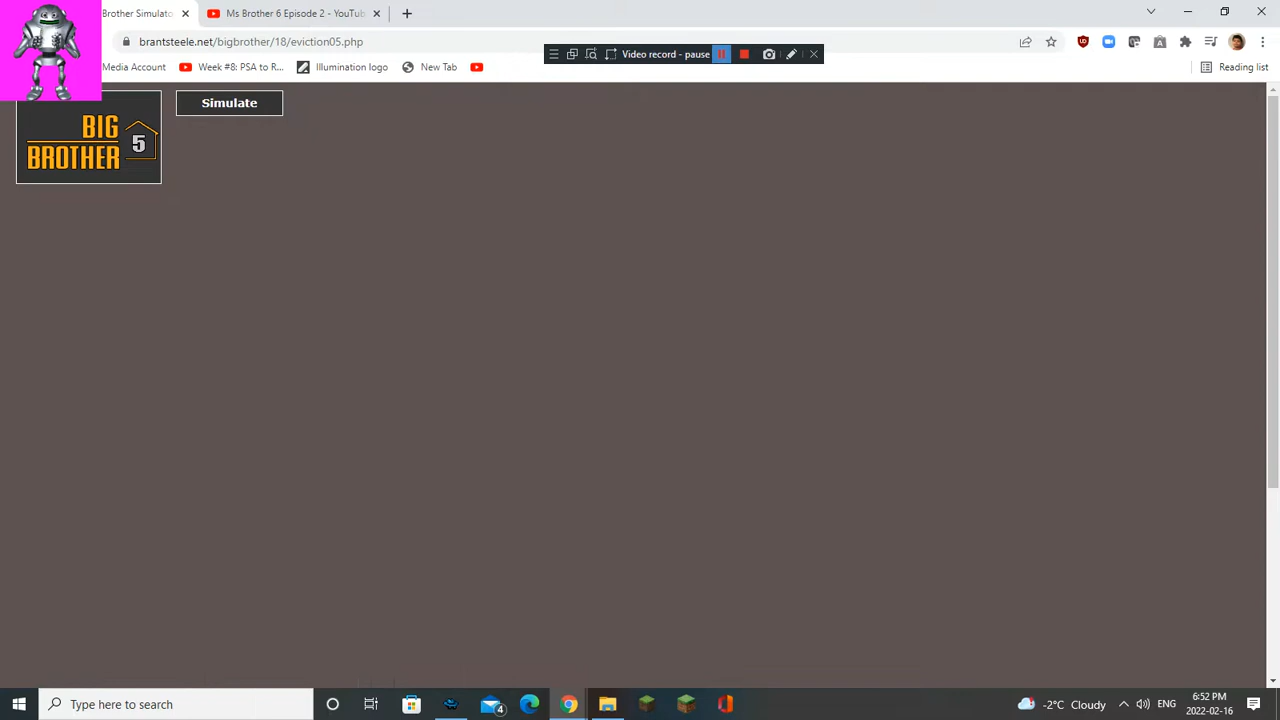 Brother Simulato
Ms Brother 6 Episode 2 - YouTub
brantsteele.net/bigbrother/18/eviction05.php
Video record - pause
Media Account
Week #8: PSA to R...
Illumination logo
New Tab
Reading list
BIG
BROTHER
5
Simulate
Type here to search
4
-2°C Cloudy
ENG
6:52 PM
2022-02-16